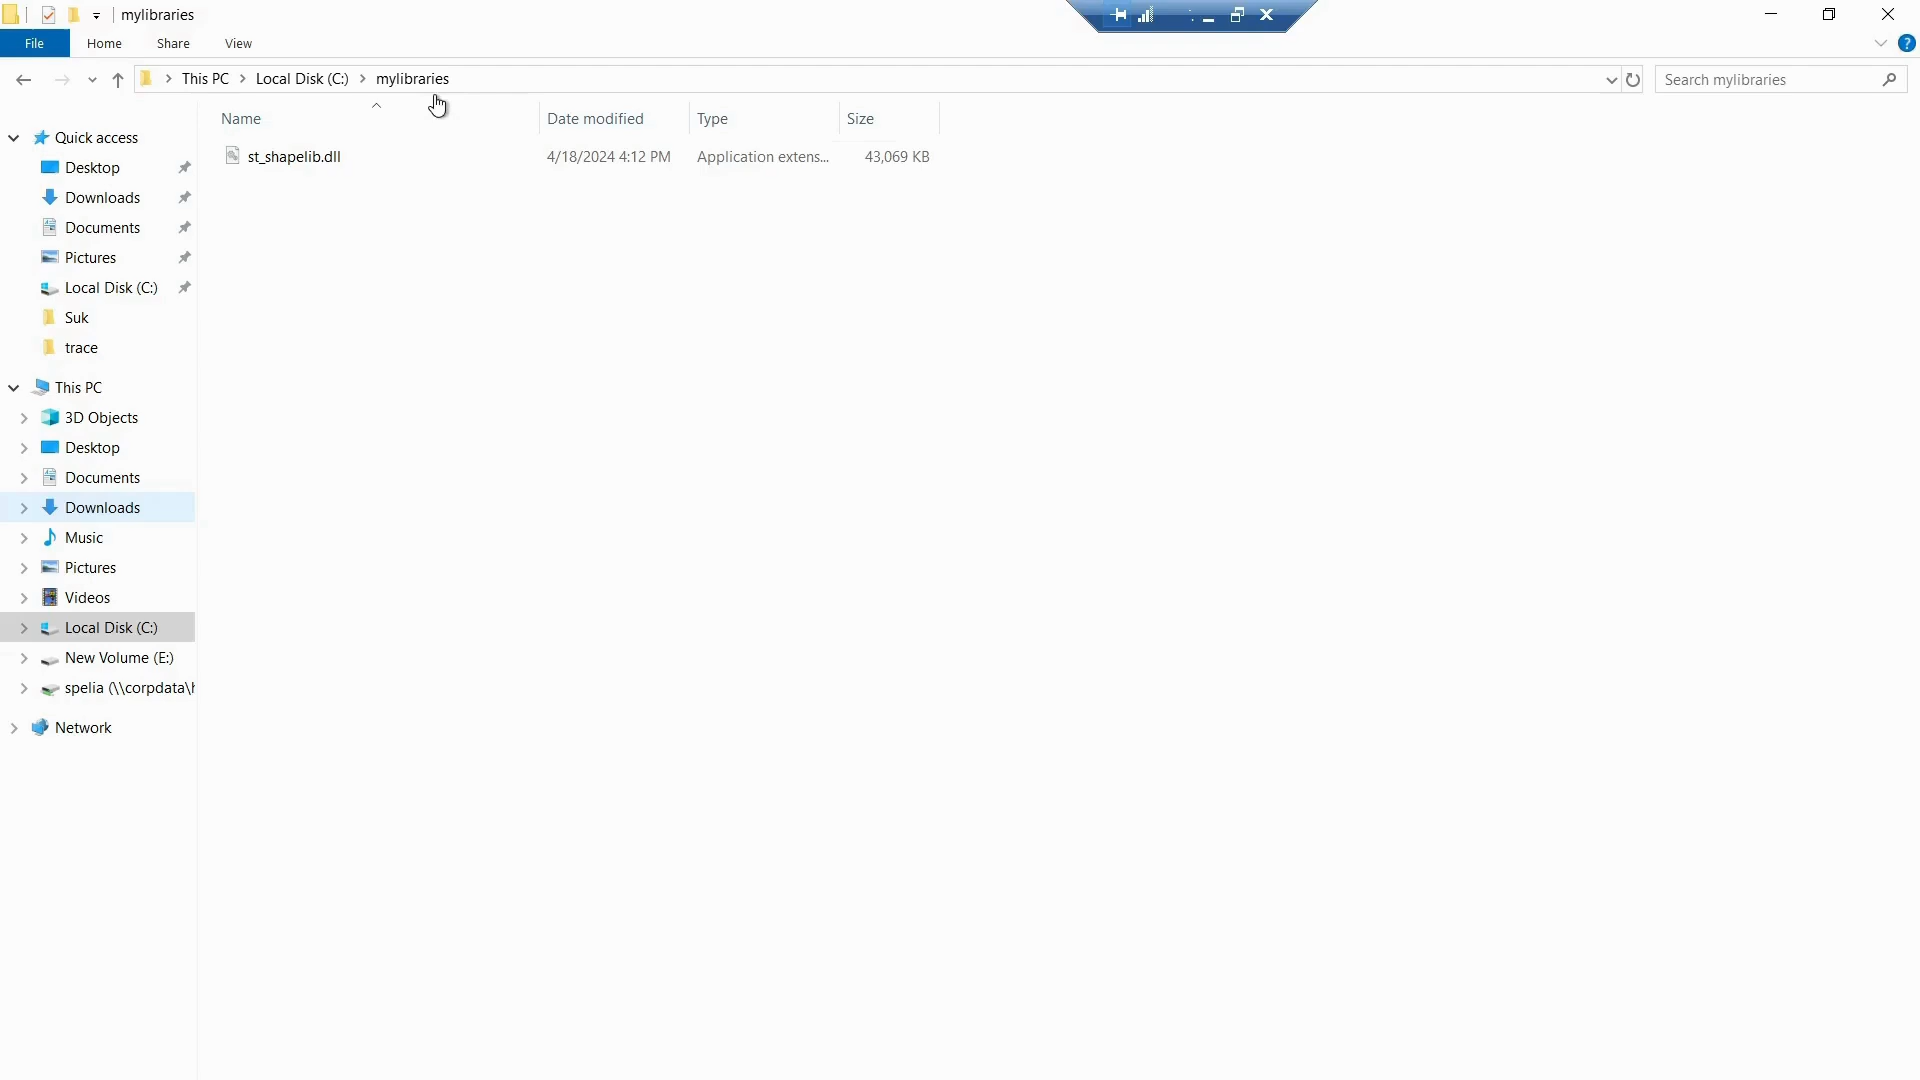 mylibraries
File Home Share View
This PC Local Disk (C:) mylibraries
Search mylibraries
Name Date modified Type Size
st_shapelib.dll 4/18/2024 4:12 PM Application extens... 43,069 KB
Quick access
Desktop
Downloads
Documents
Pictures
Local Disk (C:)
Suk
trace
This PC
3D Objects
Desktop
Documents
Downloads
Music
Pictures
Videos
Local Disk (C:)
New Volume (E:)
spelia (\\corpdata\
Network